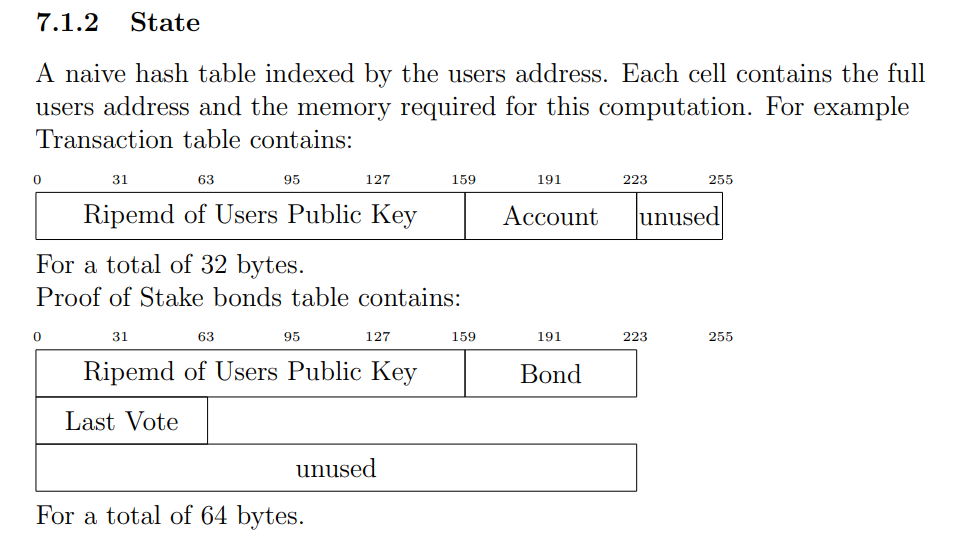 7.1.2 State
A naive hash table indexed by the users address. Each cell contains the full
users address and the memory required for this computation. For example
Transaction table contains:
0 31 63 95 127 159 191 223 255
Ripemd of Users Public Key Account unused
For a total of 32 bytes.
Proof of Stake bonds table contains:
0 31 63 95 127 159 191 223 255
Ripemd of Users Public Key Bond
Last Vote
unused
For a total of 64 bytes.